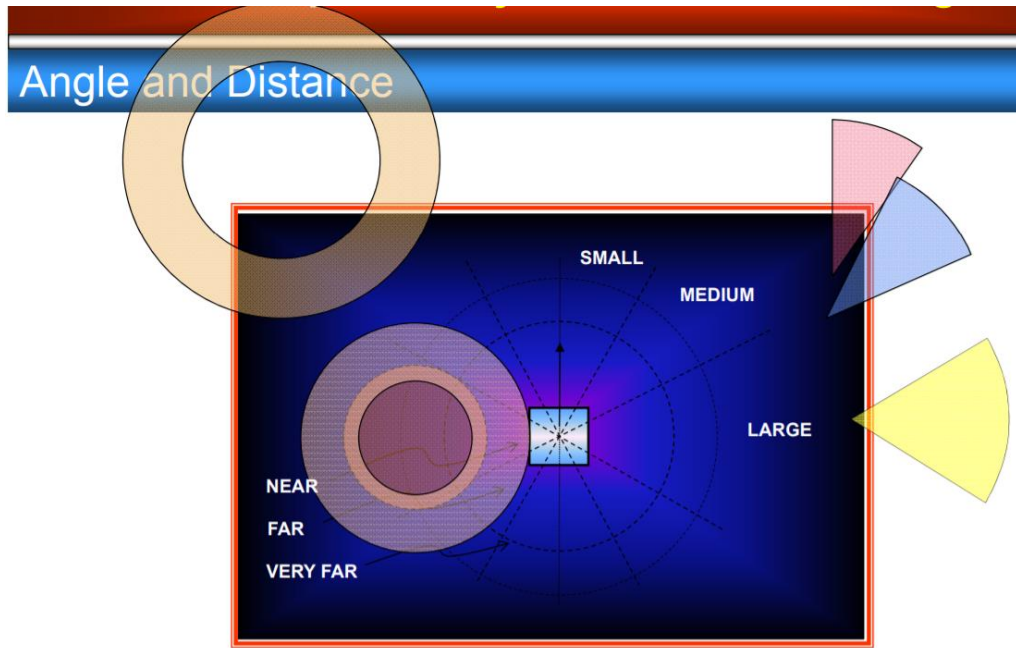 Angle and Distance
SMALL
MEDIUM
LARGE
NEAR
FAR
VERY FAR